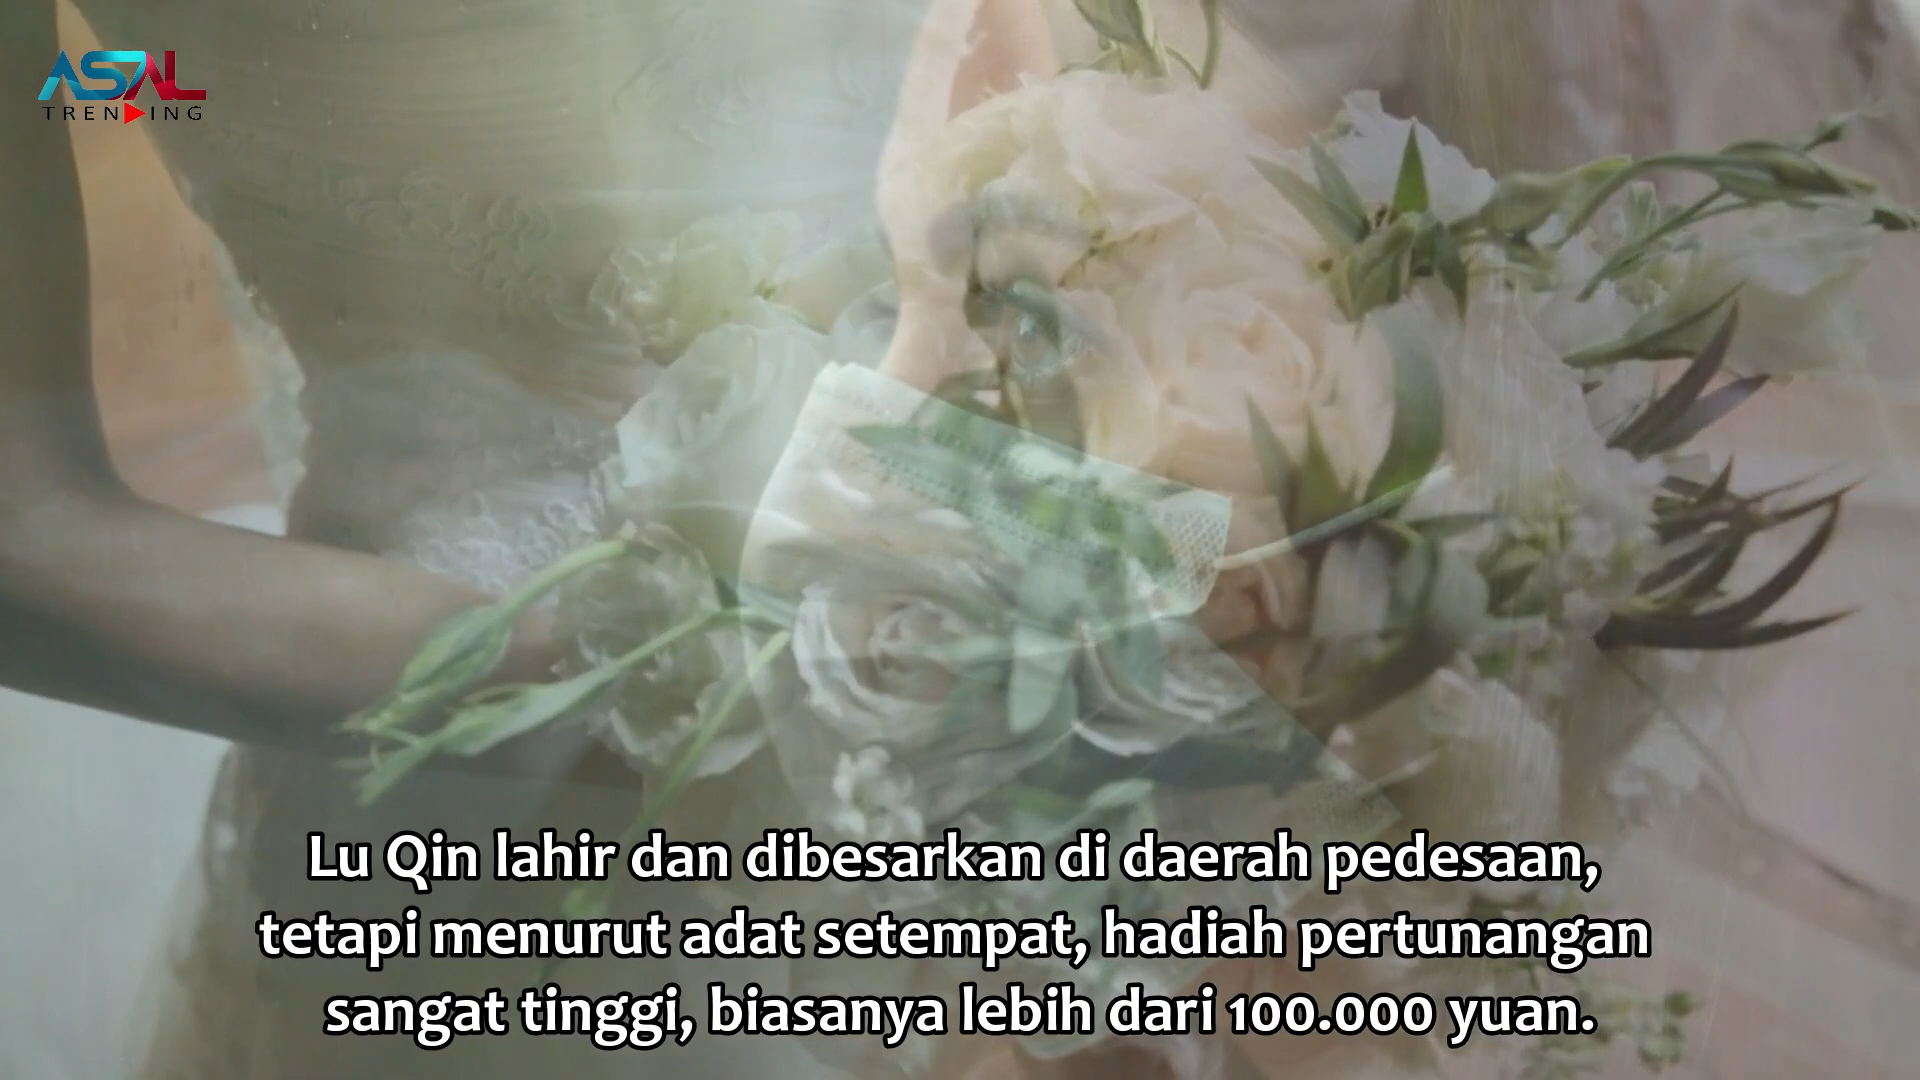 ASAL
TRENDING
Lu Qin lahir dan dibesarkan di daerah pedesaan,
tetapi menurut adat setempat, hadiah pertunangan
sangat tinggi, biasanya lebih dari 100.000 yuan.